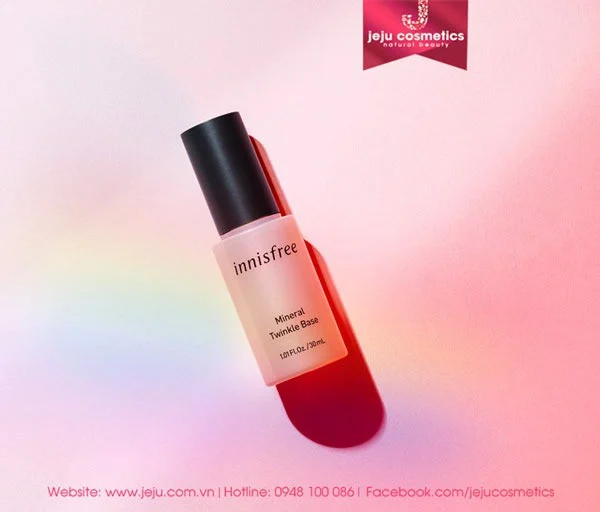 jeju cosmetics
natural beauty
innisfree
Mineral
Twinkle Base
1.01 Fl.Oz. / 30mL
Website: www.jeju.com.vn | Hotline: 0948 100 086 | Facebook.com/jejucosmetics